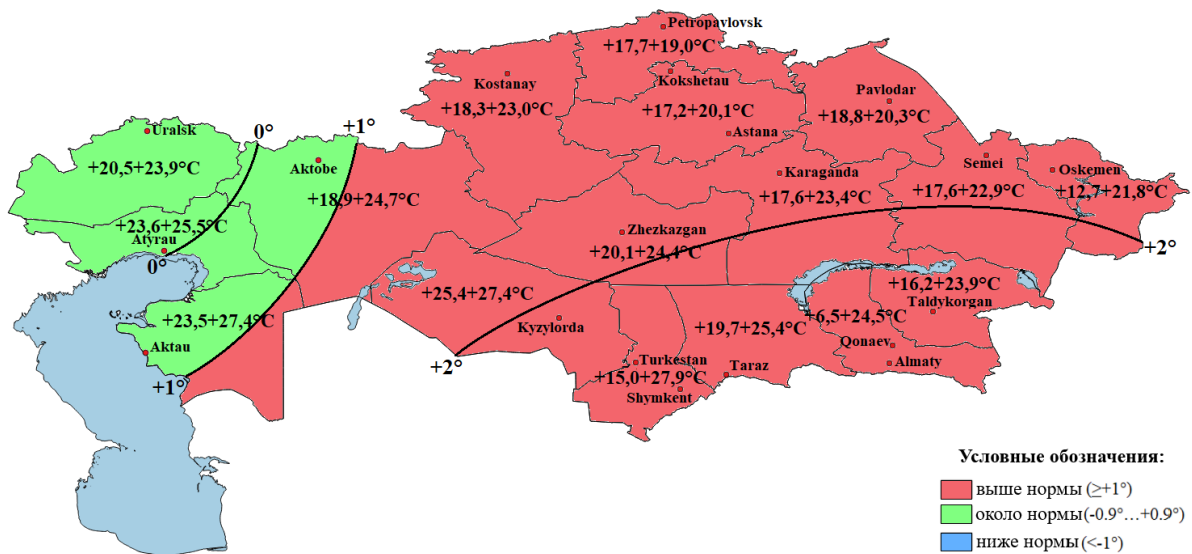 Petropavlovsk
+17,7+19,0°C
Kostanay
Kokshetau
Pavlodar
+18,3+23,0°C
+17,2+20,1°C
+18,8+20,3°C
Uralsk
0°
+1°
Astana
+20,5+23,9°C
Aktobe
Karaganda
Semei
Oskemen
+18,9+24,7°C
+17,6+23,4°C
+17,6+22,9°C
+12,7+21,8°C
+23,6+25,5°C
Atyrau
0°
Zhezkazgan
+20,1+24,4°C
+2°
+25,4+27,4°C
+16,2+23,9°C
Taldykorgan
+23,5+27,4°C
Kyzylorda
+19,7+25,4°C
+6,5+24,5°C
Aktau
Qonaev
+1°
+2°
Turkestan
Taraz
Almaty
+15,0+27,9°C
Shymkent
Условные обозначения:
выше нормы (≥+1°)
около нормы(-0.9°…+0.9°)
ниже нормы (<-1°)